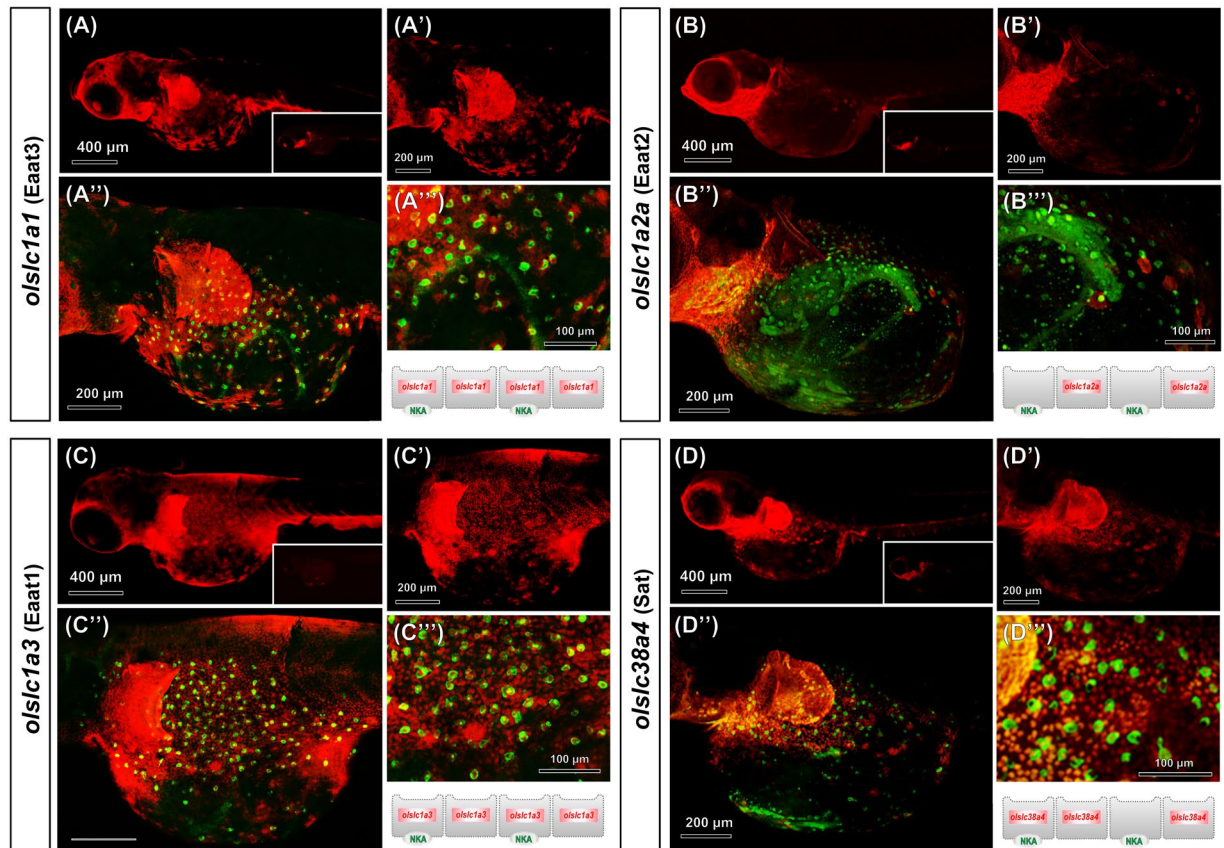 olslc1a1 (Eaat3)
(A)
400 µm
(A’)
200 µm
(A’’)
200 µm
(A’’’)
100 µm
olslc1a1 olslc1a1 olslc1a1 olslc1a1
NKA NKA
olslc1a2a (Eaat2)
(B)
400 µm
(B’)
200 µm
(B’’)
200 µm
(B’’’)
100 µm
olslc1a2a olslc1a2a
NKA NKA
olslc1a3 (Eaat1)
(C)
400 µm
(C’)
200 µm
(C’’)
(C’’’)
100 µm
olslc1a3 olslc1a3 olslc1a3 olslc1a3
NKA NKA
olslc38a4 (Sat)
(D)
400 µm
(D’)
200 µm
(D’’)
200 µm
(D’’’)
100 µm
olslc38a4 olslc38a4 olslc38a4
NKA NKA